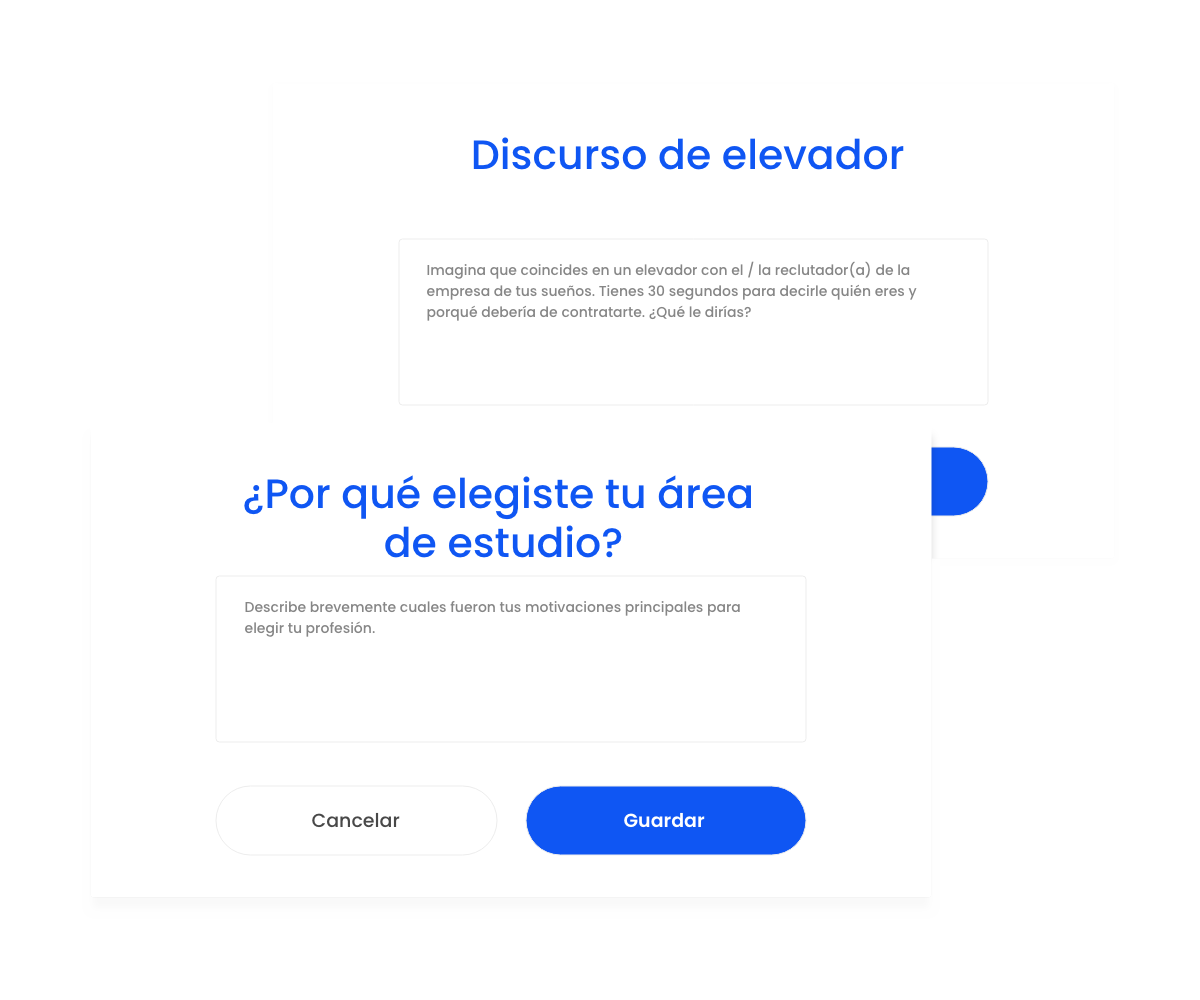 Discurso de elevador
Imagina que coincides en un elevador con el / la reclutador(a) de la
empresa de tus sueños. Tienes 30 segundos para decirle quién eres y
porqué debería de contratarte. ¿Qué le dirías?
¿Por qué elegiste tu área
de estudio?
Describe brevemente cuales fueron tus motivaciones principales para
elegir tu profesión.
Cancelar
Guardar